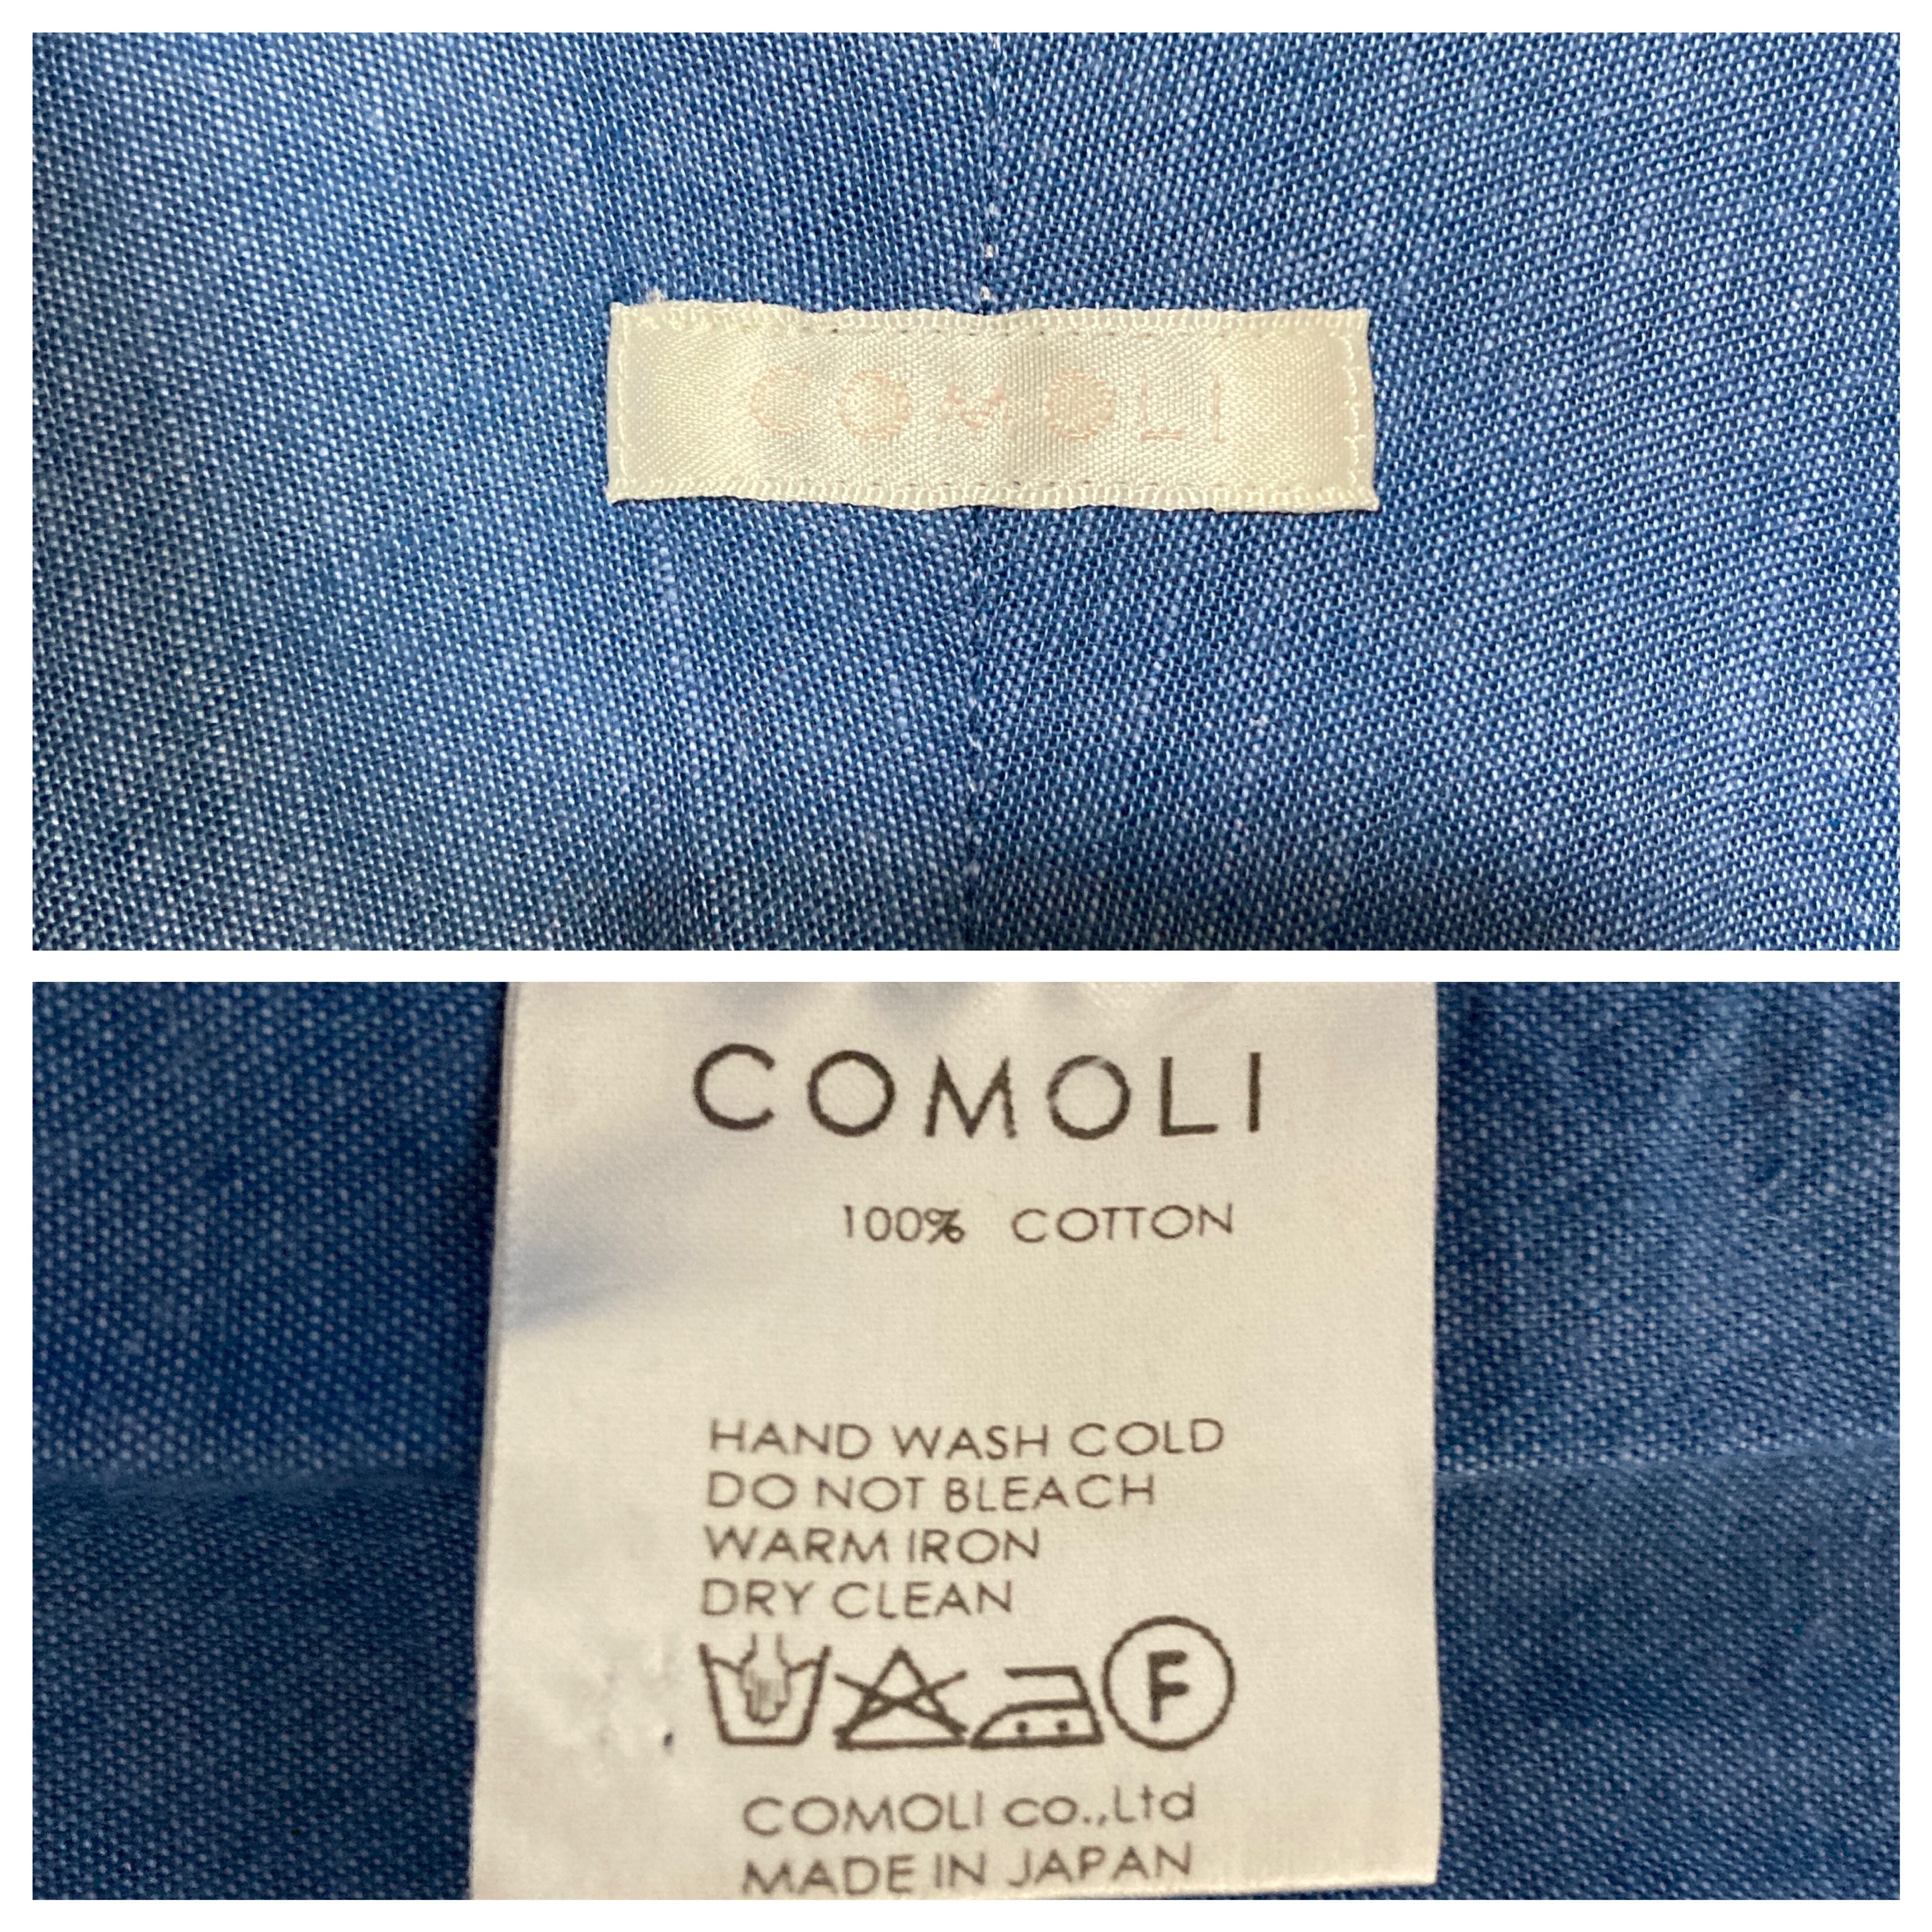 COMOLI
COMOLI
100% COTTON
HAND WASH COLD
DO NOT BLEACH
WARM IRON
DRY CLEAN
F
COMOLI co.,Ltd
MADE IN JAPAN